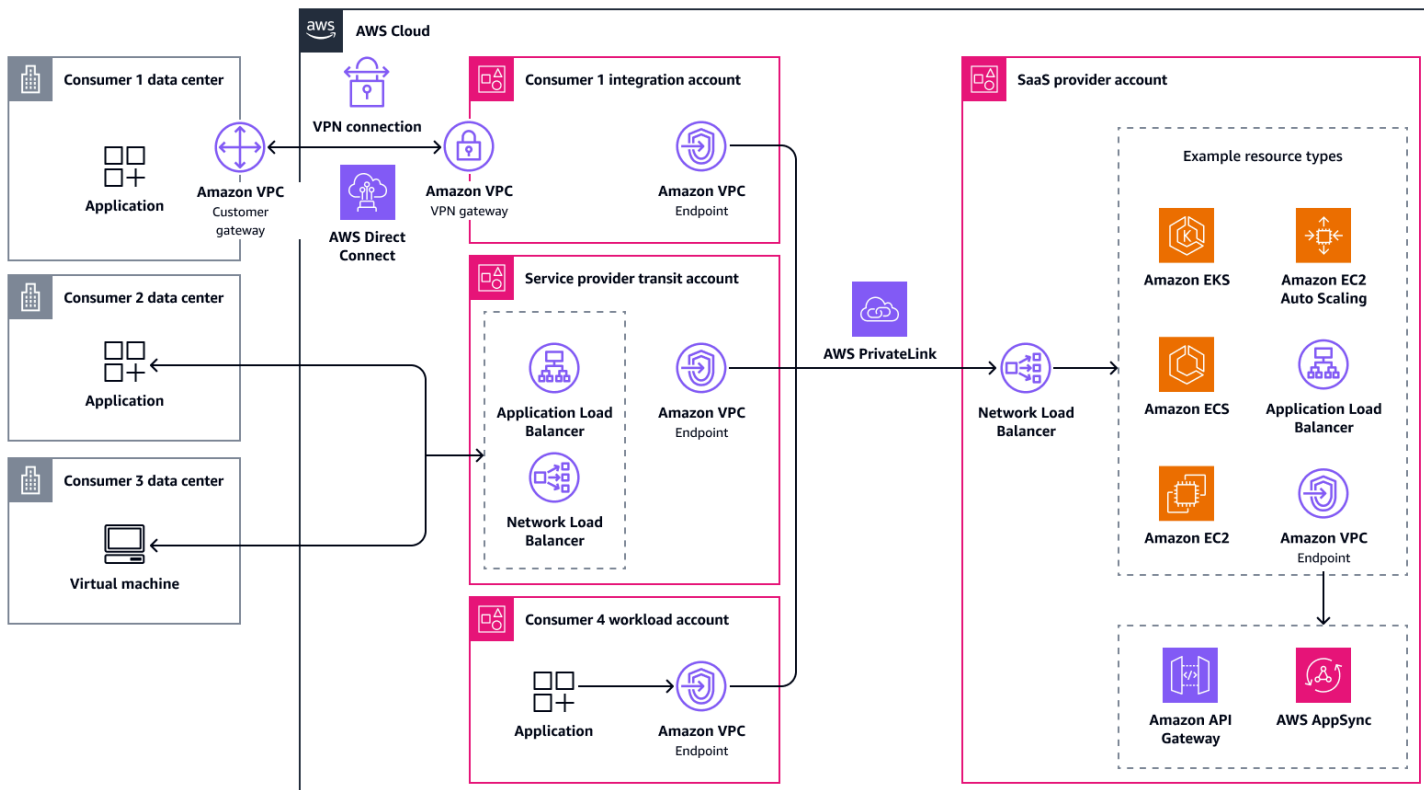 aws
AWS Cloud
Consumer 1 data center
Application
Amazon VPC
Customer
gateway
VPN connection
AWS Direct
Connect
Consumer 1 integration account
Amazon VPC
VPN gateway
Amazon VPC
Endpoint
Consumer 2 data center
Application
Consumer 3 data center
Virtual machine
Service provider transit account
Application Load
Balancer
Network Load
Balancer
Amazon VPC
Endpoint
Consumer 4 workload account
Application
Amazon VPC
Endpoint
AWS PrivateLink
SaaS provider account
Network Load
Balancer
Example resource types
K
Amazon EKS
Amazon EC2
Auto Scaling
Amazon ECS
Application Load
Balancer
Amazon EC2
Amazon VPC
Endpoint
</>
Amazon API
Gateway
AWS AppSync